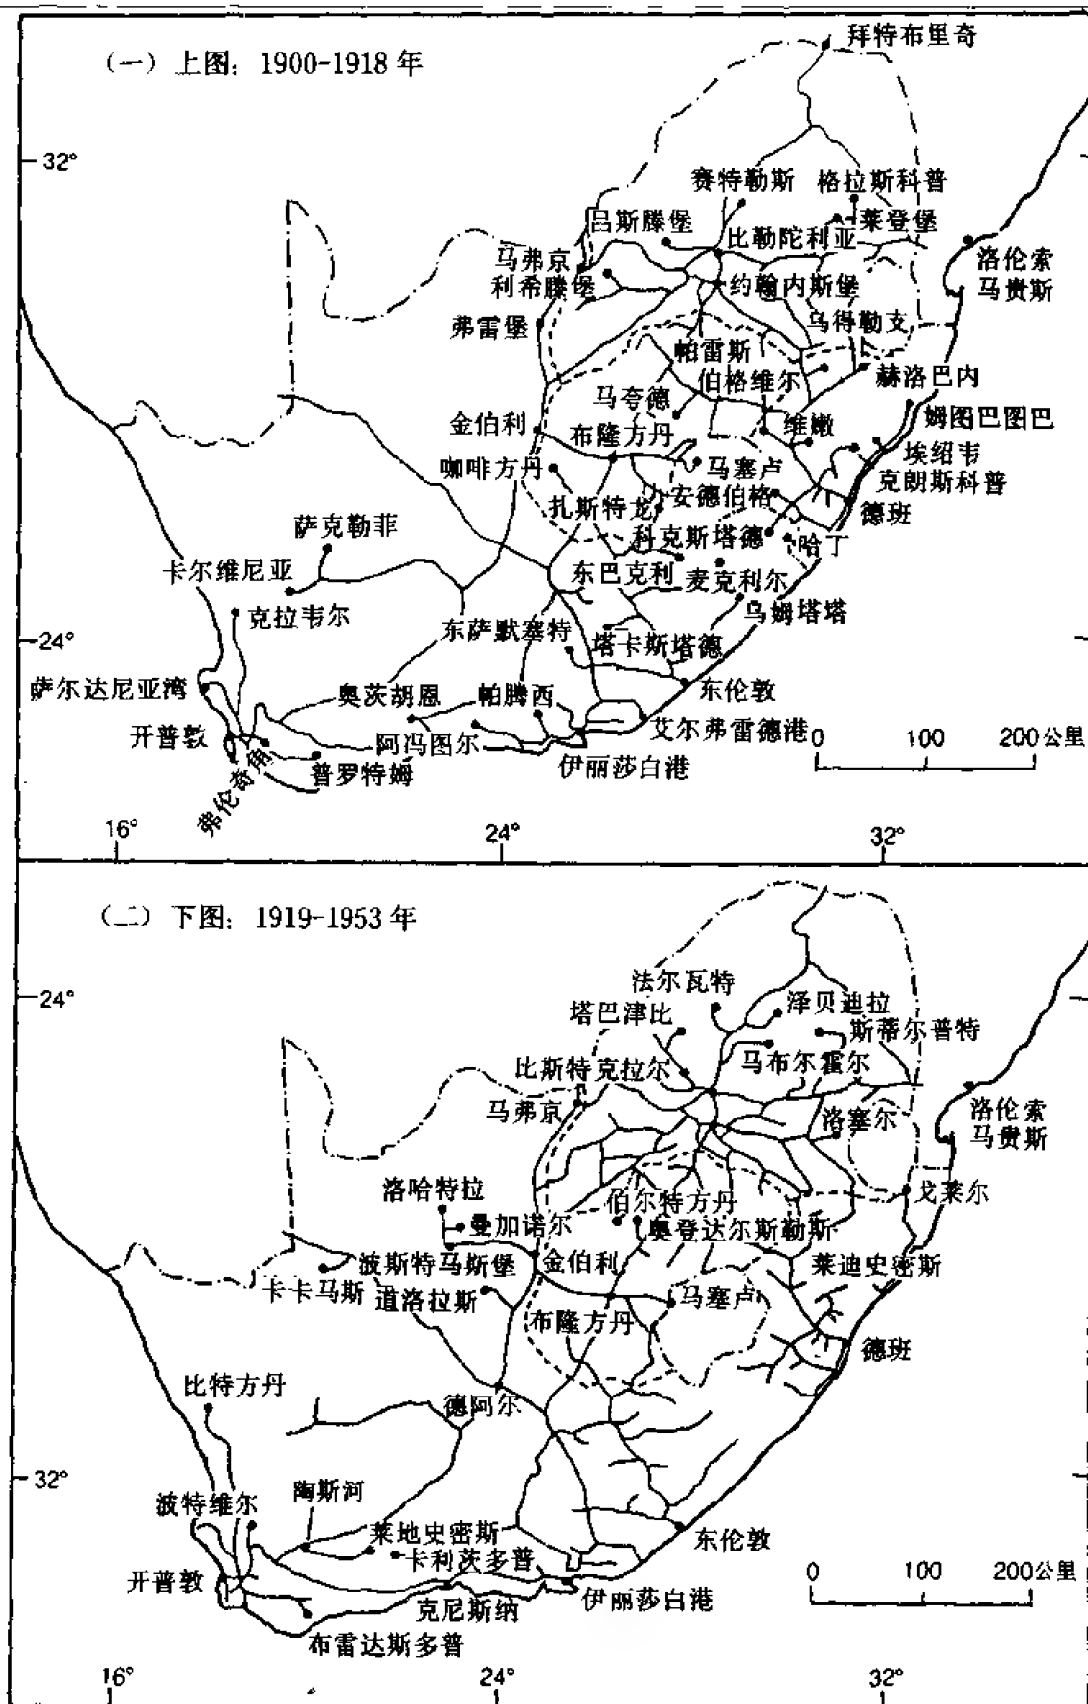 （一）上图：1900-1918 年
拜特布里奇
32°
赛特勒斯
格拉斯科普
吕斯滕堡
莱登堡
比勒陀利亚
洛伦索
马贵斯
马弗京
利希滕堡
约翰内斯堡
弗雷堡
乌得勒支
帕雷斯
伯格维尔
赫洛巴内
马夸德
金伯利
布隆方丹
维嫩
姆图巴图巴
咖啡方丹
马塞卢
埃绍韦
克朗斯科普
扎斯特龙
安德伯格
德班
萨克勒菲
科克斯塔德
哈丁
卡尔维尼亚
东巴克利
麦克利尔
克拉韦尔
乌姆塔塔
24°
东萨默塞特
塔卡斯塔德
萨尔达尼亚湾
奥茨胡恩
帕腾西
东伦敦
开普敦
阿冯图尔
艾尔弗雷德港
0 100 200公里
弗伦奇角
普罗特姆
伊丽莎白港
16° 24° 32°
（二）下图：1919-1953 年
24°
法尔瓦特
泽贝迪拉
塔巴津比
斯蒂尔普特
比斯特克拉尔
马布尔霍尔
马弗京
洛塞尔
洛伦索
马贵斯
洛哈特拉
伯尔特方丹
戈莱尔
曼加诺尔
奥登达尔斯勒斯
波斯特马斯堡
金伯利
莱迪史密斯
卡卡马斯
道洛拉斯
马塞卢
布隆方丹
德班
比特方丹
德阿尔
32°
波特维尔
陶斯河
莱地史密斯
东伦敦
卡利茨多普
0 100 200公里
开普敦
克尼斯纳
伊丽莎白港
布雷达斯多普
16° 24° 32°